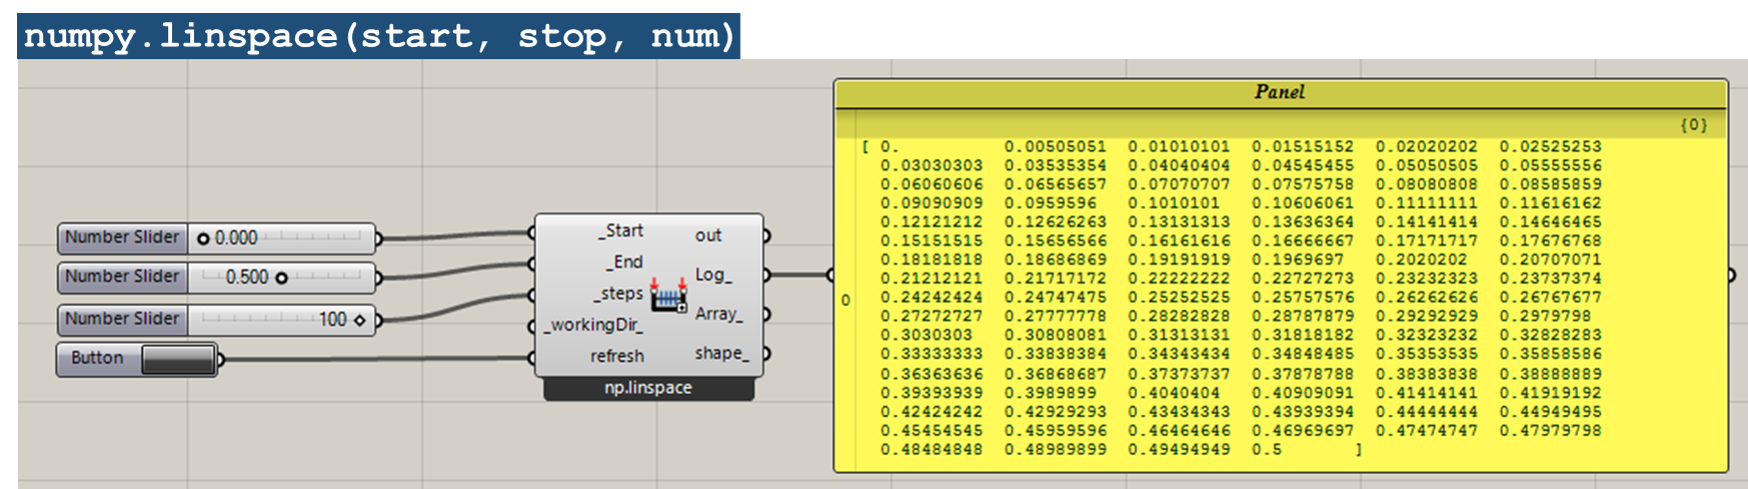 numpy.linspace(start, stop, num)
Panel
{0}
[ 0. 0.00505051 0.01010101 0.01515152 0.02020202 0.02525253
0.03030303 0.03535354 0.04040404 0.04545455 0.05050505 0.05555556
0.06060606 0.06565657 0.07070707 0.07575758 0.08080808 0.08585859
0.09090909 0.0959596 0.1010101 0.10606061 0.11111111 0.11616162
0.12121212 0.12626263 0.13131313 0.13636364 0.14141414 0.14646465
0.15151515 0.15656566 0.16161616 0.16666667 0.17171717 0.17676768
0.18181818 0.18686869 0.19191919 0.1969697 0.2020202 0.20707071
0.21212121 0.21717172 0.22222222 0.22727273 0.23232323 0.23737374
0 0.24242424 0.24747475 0.25252525 0.25757576 0.26262626 0.26767677
0.27272727 0.27777778 0.28282828 0.28787879 0.29292929 0.2979798
0.3030303 0.30808081 0.31313131 0.31818182 0.32323232 0.32828283
0.33333333 0.33838384 0.34343434 0.34848485 0.35353535 0.35858586
0.36363636 0.36868687 0.37373737 0.37878788 0.38383838 0.38888889
0.39393939 0.3989899 0.4040404 0.40909091 0.41414141 0.41919192
0.42424242 0.42929293 0.43434343 0.43939394 0.44444444 0.44949495
0.45454545 0.45959596 0.46464646 0.46969697 0.47474747 0.47979798
0.48484848 0.48989899 0.49494949 0.5 ]
Number Slider 0.000
Number Slider 0.500
Number Slider 100
Button
_Start
_End
_steps
_workingDir_
refresh
out
Log_
Array_
shape_
np.linspace